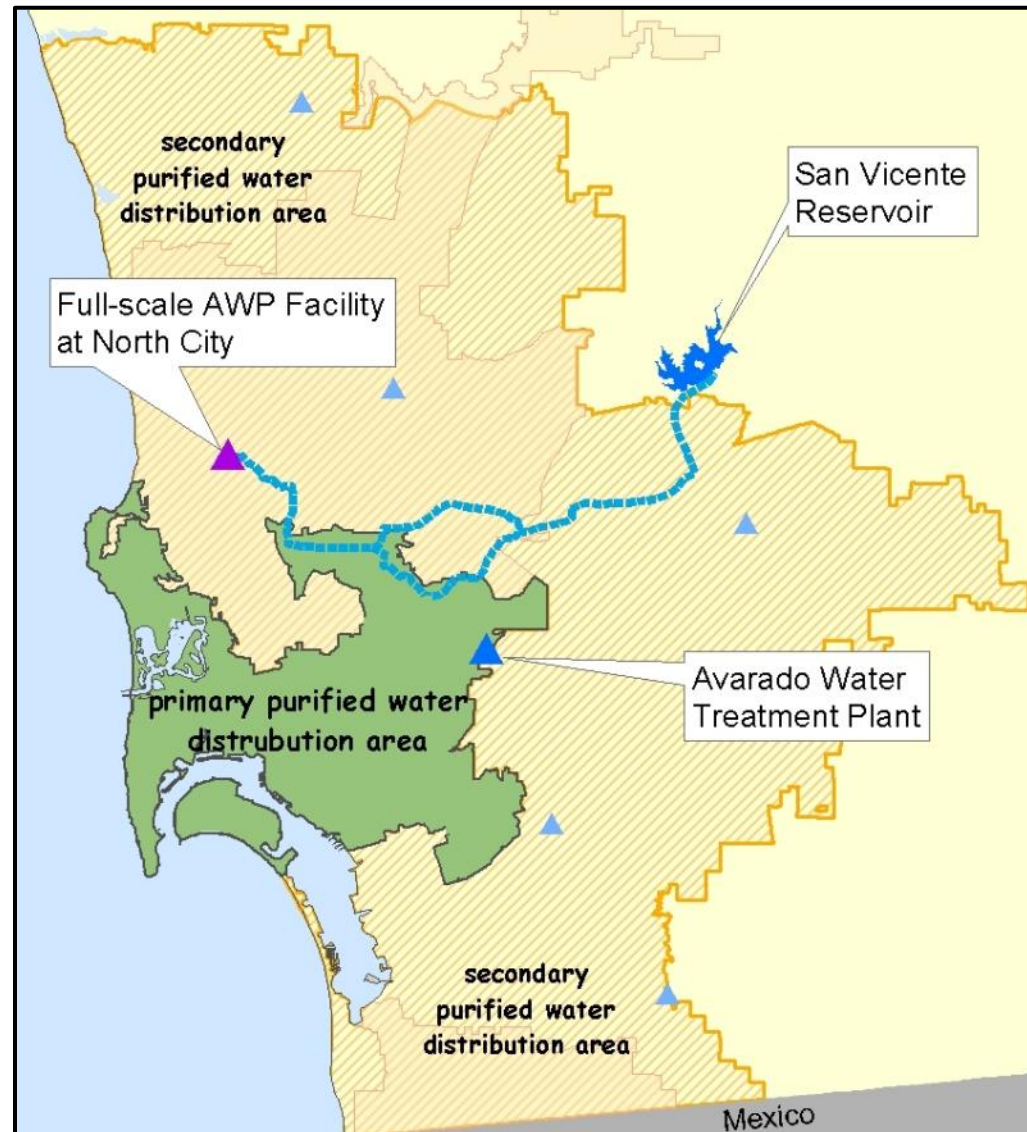 secondary
purified water
distribution area
San Vicente
Reservoir
Full-scale AWP Facility
at North City
Avarado Water
Treatment Plant
primary purified water
distrubution area
secondary
purified water
distribution area
Mexico